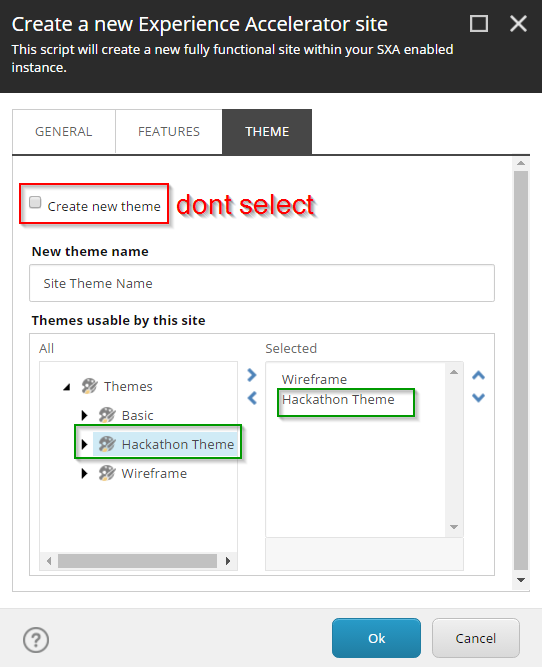 Create a new Experience Accelerator site
This script will create a new fully functional site within your SXA enabled
instance.
GENERAL
FEATURES
THEME
Create new theme
dont select
New theme name
Site Theme Name
Themes usable by this site
All
Selected
Themes
Basic
Hackathon Theme
Wireframe
Wireframe
Hackathon Theme
?
Ok
Cancel